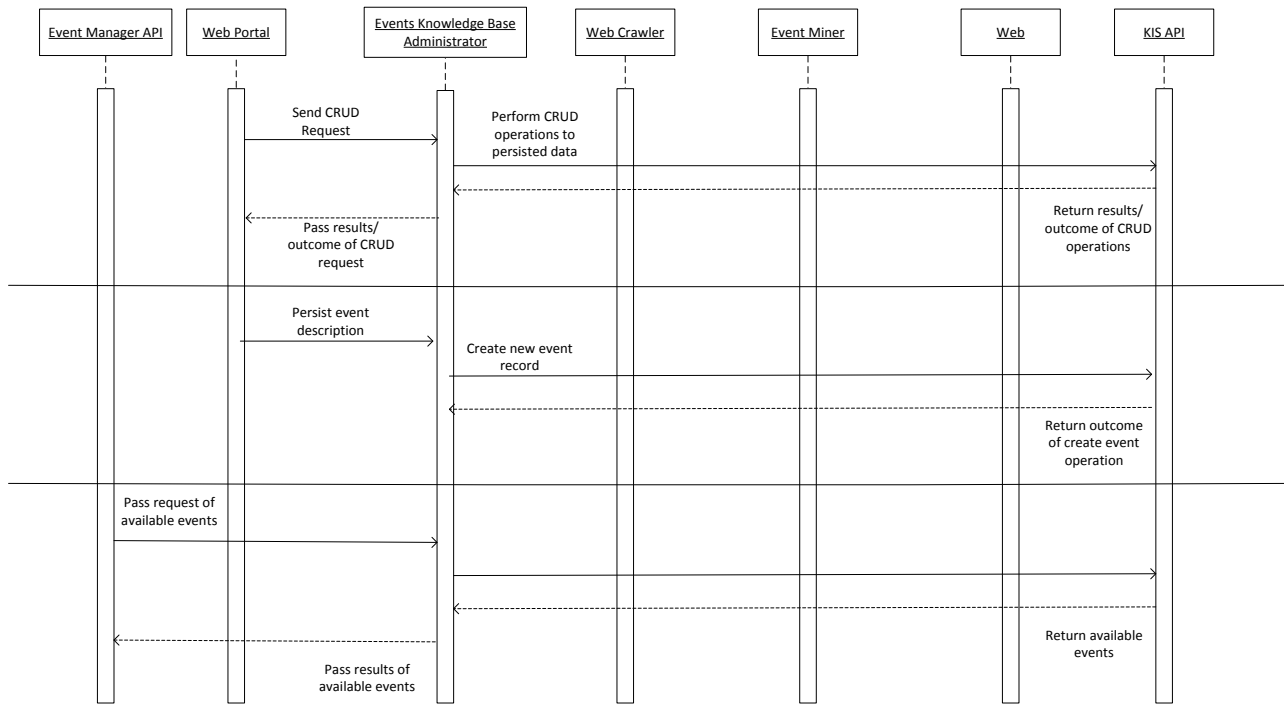 Event Manager API
Web Portal
Events Knowledge Base
Administrator
Web Crawler
Event Miner
Web
KIS API
Send CRUD
Request
Perform CRUD
operations to
persisted data
Pass results/
outcome of CRUD
request
Return results/
outcome of CRUD
operations
Persist event
description
Create new event
record
Return outcome
of create event
operation
Pass request of
available events
Return available
events
Pass results of
available events